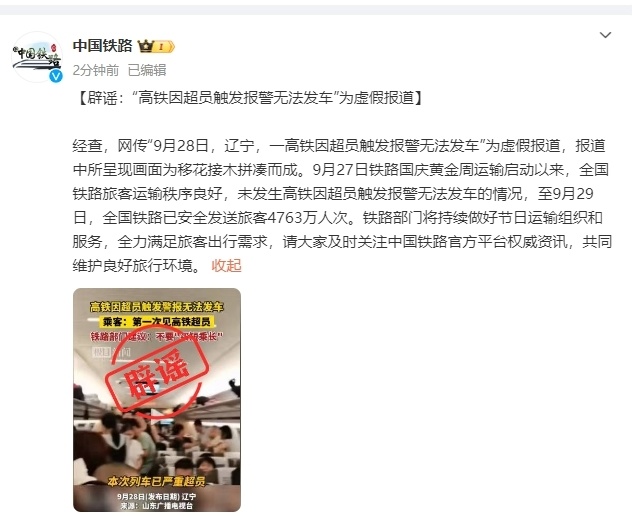 中国铁路
中国铁路
2分钟前 已编辑
【辟谣：“高铁因超员触发报警无法发车”为虚假报道】
经查，网传“9月28日，辽宁，一高铁因超员触发报警无法发车”为虚假报道，报道
中所呈现画面为移花接木拼凑而成。9月27日铁路国庆黄金周运输启动以来，全国
铁路旅客运输秩序良好，未发生高铁因超员触发报警无法发车的情况，至9月29
日，全国铁路已安全发送旅客4763万人次。铁路部门将持续做好节日运输组织和
服务，全力满足旅客出行需求，请大家及时关注中国铁路官方平台权威资讯，共同
维护良好旅行环境。 收起
高铁因超员触发警报无法发车
乘客：第一次见高铁超员
铁路部门建议：不要“
乘长”
辟谣
本次列车已严重超员
9月28日(发布日期) 辽宁
来源：山东广播电视台